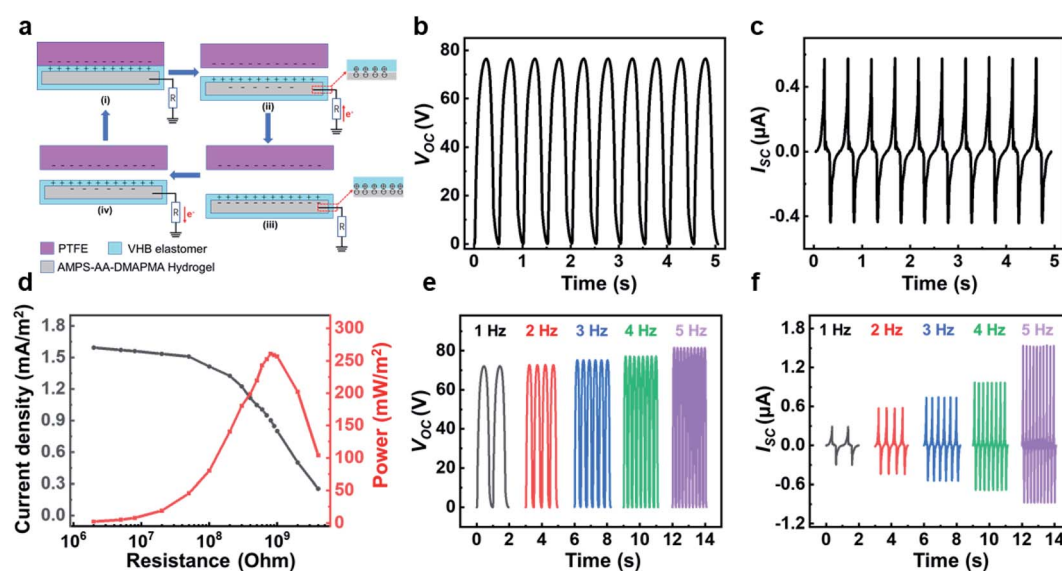 a
(i)
(ii)
R
R
e-
(iv)
(iii)
R
e-
R
PTFE
VHB elastomer
AMPS-AA-DMAPMA Hydrogel
b
80
60
40
20
0
VOC (V)
0 1 2 3 4 5
Time (s)
c
0.4
0.0
-0.4
ISC (μA)
0 1 2 3 4 5
Time (s)
d
Current density (mA/m²)
1.8
1.5
1.2
0.9
0.6
0.3
0.0
300
250
200
150
100
50
0
Power (mW/m²)
10⁶ 10⁷ 10⁸ 10⁹
Resistance (Ohm)
e
1 Hz 2 Hz 3 Hz 4 Hz 5 Hz
80
60
40
20
0
VOC (V)
0 2 4 6 8 10 12 14
Time (s)
f
1.8
1.2
0.6
0.0
-0.6
-1.2
1 Hz 2 Hz 3 Hz 4 Hz 5 Hz
ISC (μA)
0 2 4 6 8 10 12 14
Time (s)